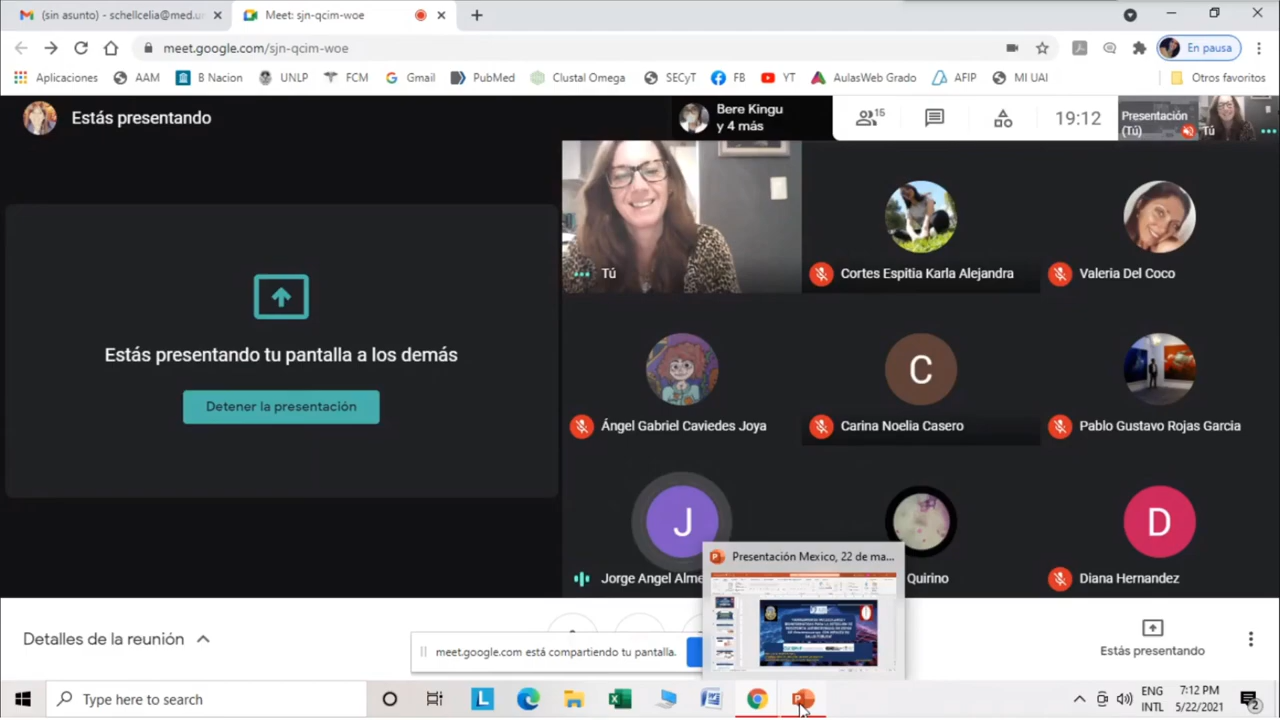 (sin asunto) - schellcelia@med.un
Meet: sjn-qcim-woe
meet.google.com/sjn-qcim-woe
En pausa
Aplicaciones
AAM
B Nacion
UNLP
FCM
Gmail
PubMed
Clustal Omega
SECyT
FB
YT
AulasWeb Grado
AFIP
MI UAI
Otros favoritos
Estás presentando
Bere Kingu
y 4 más
15
19:12
Presentación
(Tú)
Tú
Tú
Cortes Espitia Karla Alejandra
Valeria Del Coco
Estás presentando tu pantalla a los demás
Detener la presentación
Ángel Gabriel Caviedes Joya
C
Carina Noelia Casero
Pablo Gustavo Rojas Garcia
J
D
Jorge Angel Alme
Quirino
Diana Hernandez
Presentación Mexico, 22 de ma...
Detalles de la reunión
meet.google.com está compartiendo tu pantalla.
Estás presentando
Type here to search
ENG
INTL
7:12 PM
5/22/2021
2